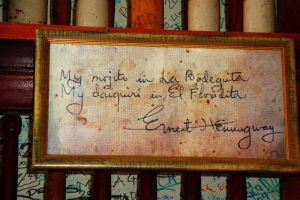 My mojito in La Bodeguita
My daiquiri in El Floridita
Ernest Hemingway